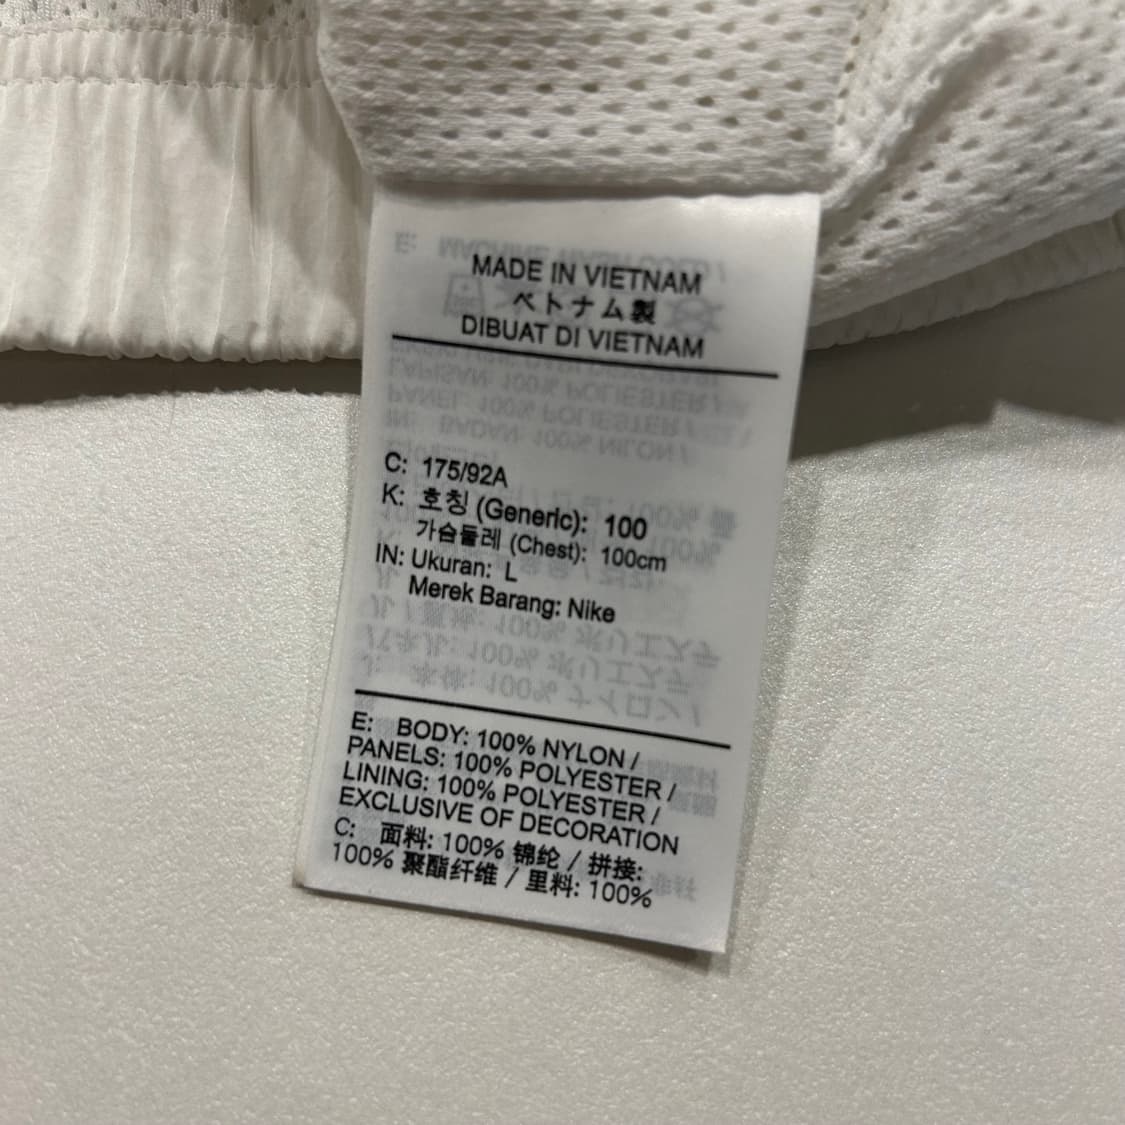 MADE IN VIETNAM
ベトナム製
DIBUAT DI VIETNAM
C: 175/92A
K: 호칭 (Generic): 100
가슴둘레 (Chest): 100cm
IN: Ukuran: L
Merek Barang: Nike
E: BODY: 100% NYLON /
PANELS: 100% POLYESTER /
LINING: 100% POLYESTER /
EXCLUSIVE OF DECORATION
C: 面料: 100% 锦纶 / 拼接:
100% 聚酯纤维 / 里料: 100%